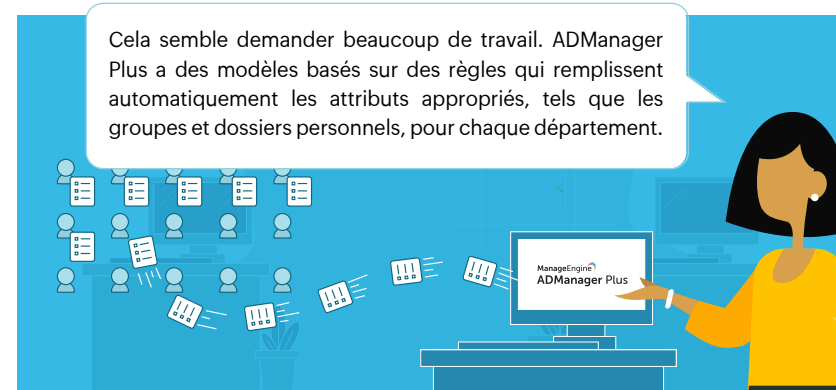 Cela semble demander beaucoup de travail. ADManager
Plus a des modèles basés sur des règles qui remplissent
automatiquement les attributs appropriés, tels que les
groupes et dossiers personnels, pour chaque département.
ManageEngine
ADManager Plus